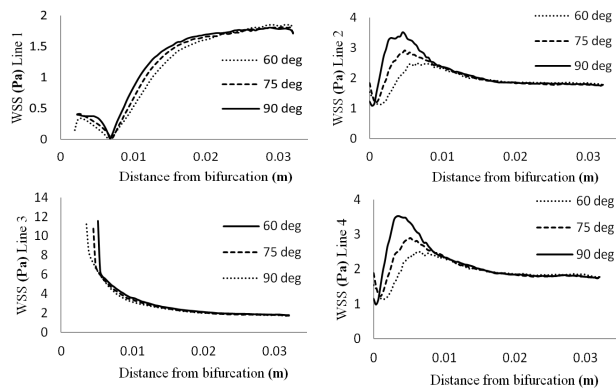 WSS (Pa) Line 1
2
1.5
1
0.5
0
0
0.01
0.02
0.03
60 deg
75 deg
90 deg
Distance from bifurcation (m)
WSS (Pa) Line 2
4
3
2
1
0
0
0.01
0.02
0.03
60 deg
75 deg
90 deg
Distance from bifurcation (m)
WSS (Pa) Line 3
14
12
10
8
6
4
2
0
0
0.01
0.02
0.03
60 deg
75 deg
90 deg
Distance from bifurcation (m)
WSS (Pa) Line 4
4
3
2
1
0
0
0.01
0.02
0.03
60 deg
75 deg
90 deg
Distance from bifurcation (m)